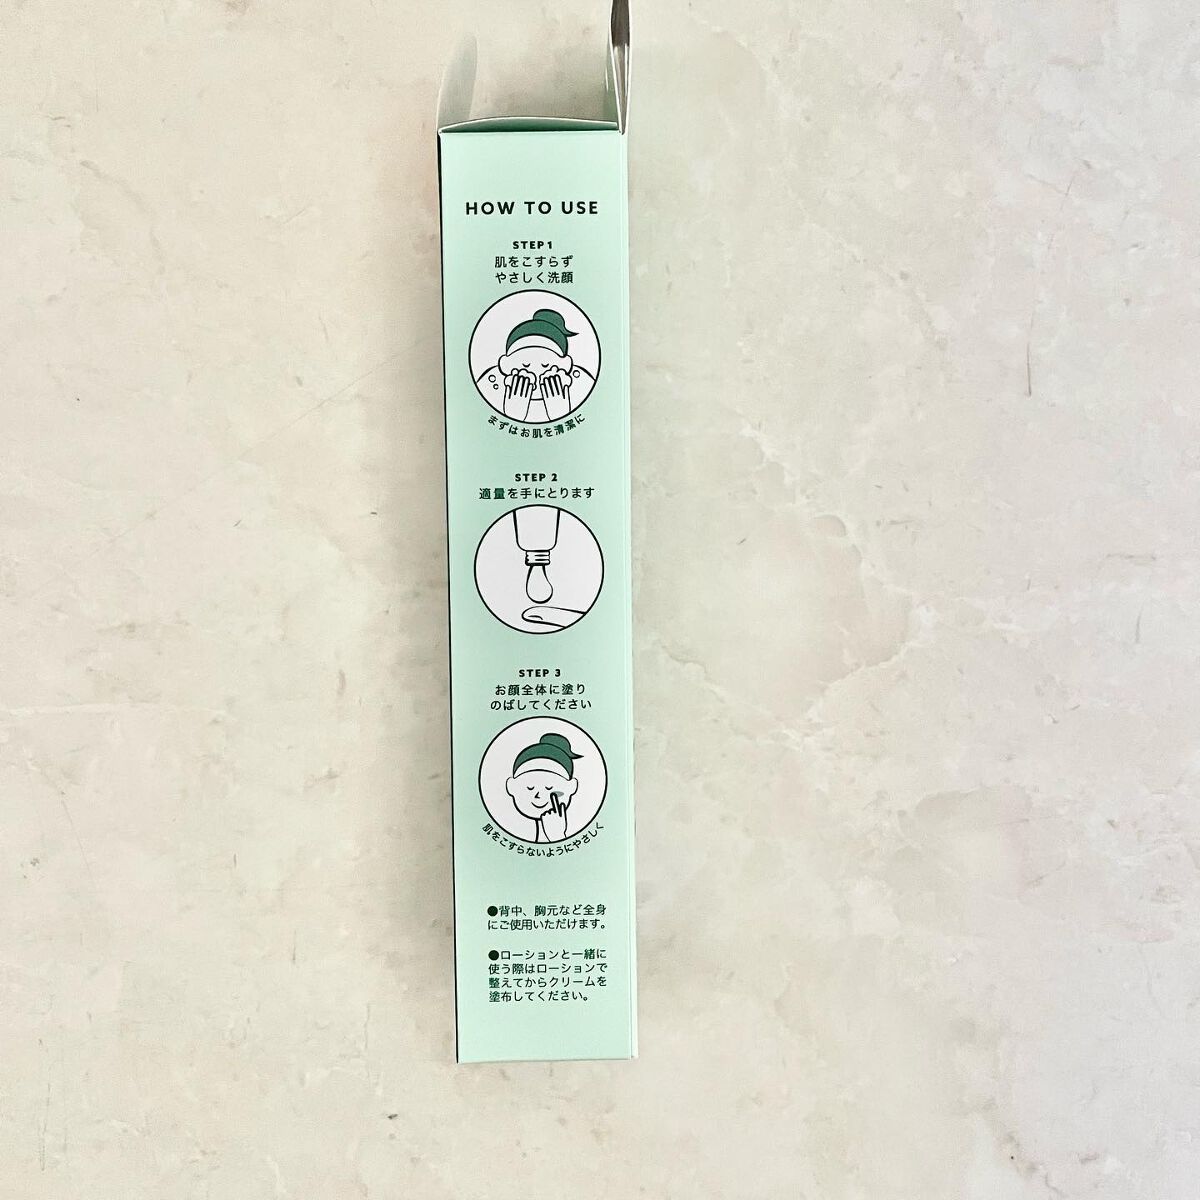 HOW TO USE
STEP 1
肌をこすらず
やさしく洗顔
まずはお肌を清潔に
STEP 2
適量を手にとります
STEP 3
お顔全体に塗り
のばしてください
肌をこすらないようにやさしく
●背中、胸元など全身
にご使用いただけます。
●ローションと一緒に
使う際はローションで
整えてからクリームを
塗布してください。